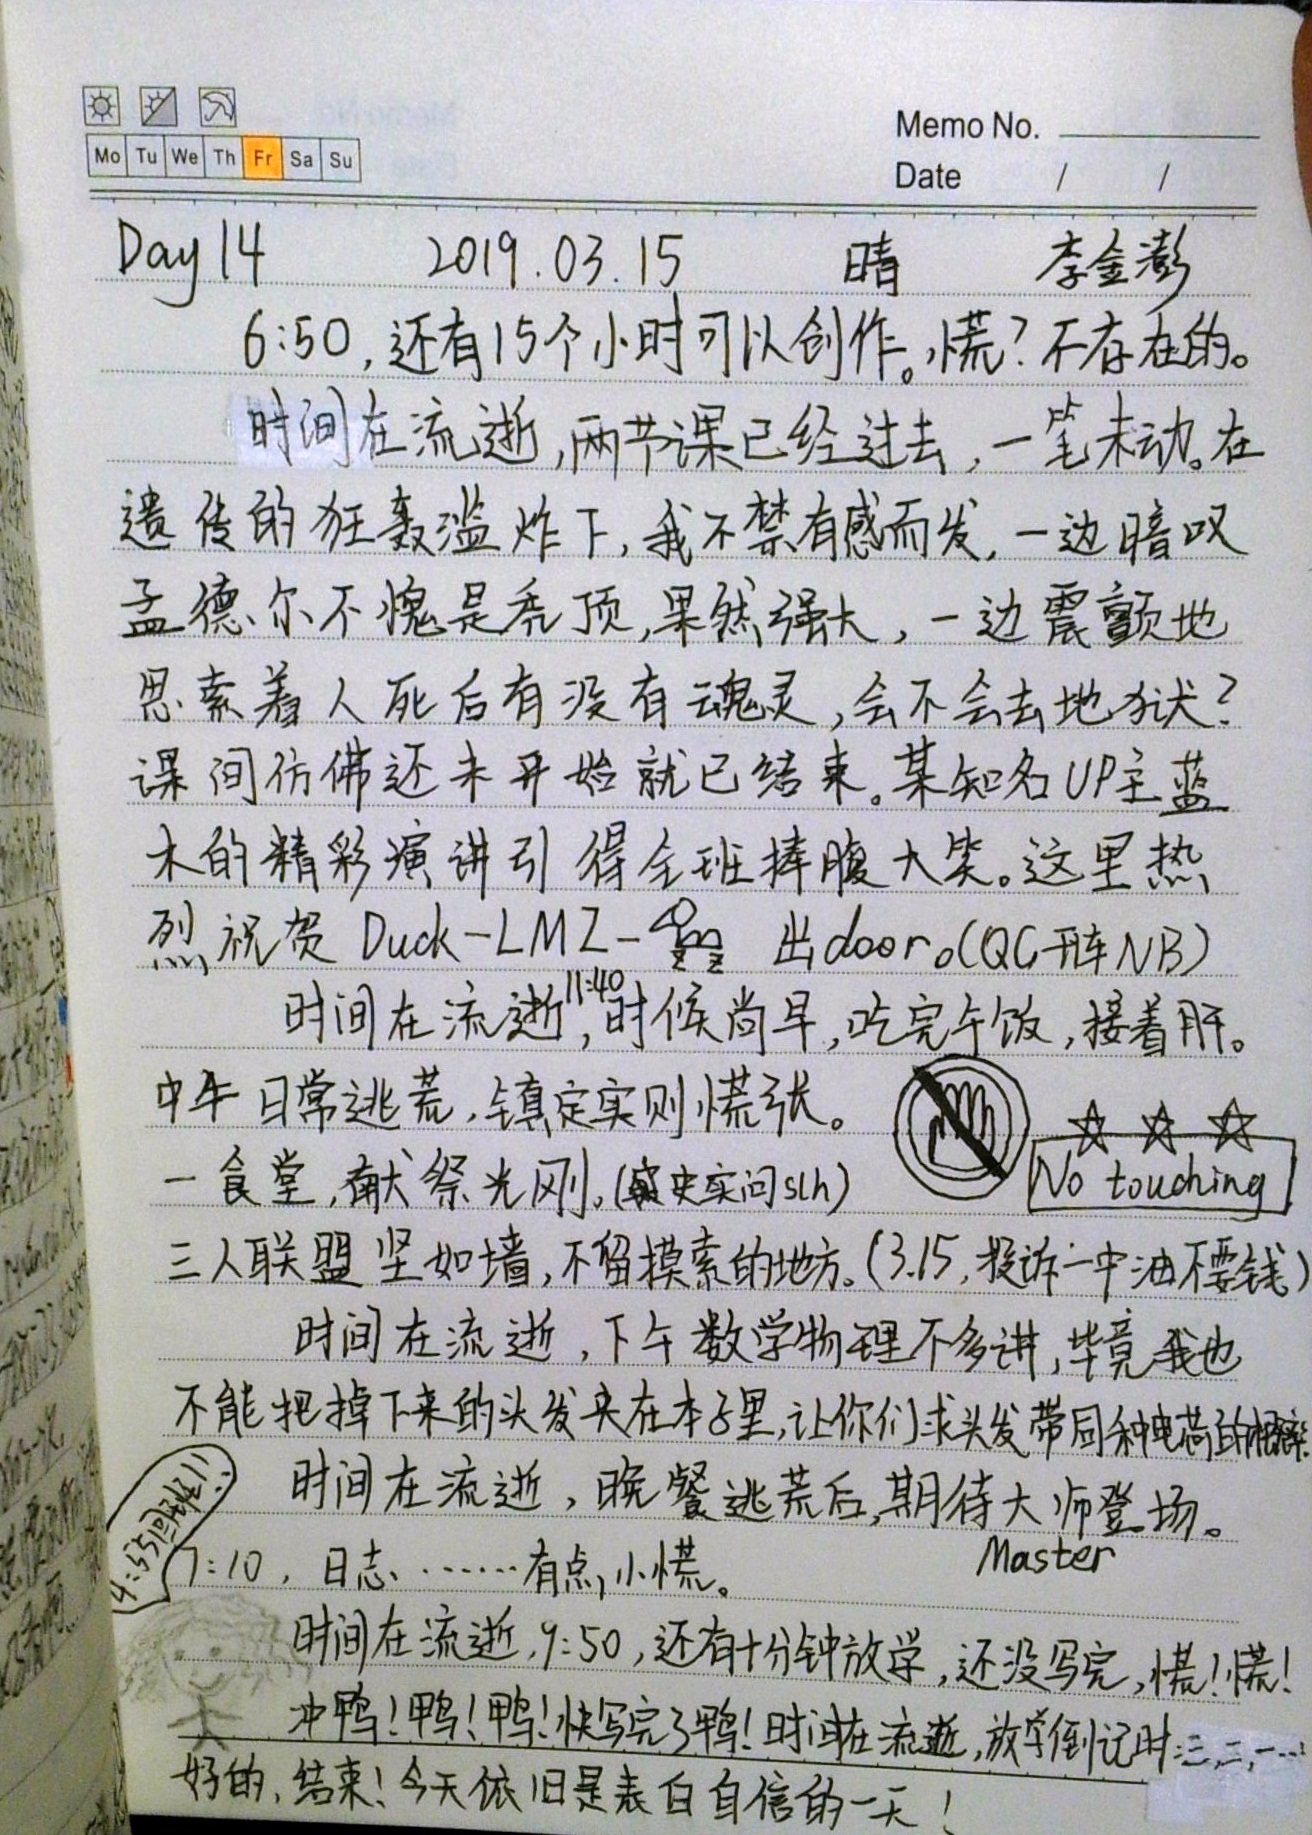 Memo No.
Mo Tu We Th Fr Sa Su
Date / /
Day 14 2019.03.15 晴 李金澎
6:50,还有15个小时可以创作。慌?不存在的。
时间在流逝,两节课已经过去,一笔未动。在
遗传的狂轰滥炸下,我不禁有感而发,一边暗叹
孟德尔不愧是秃顶,果然强大,一边震颤地
思索着人死后有没有魂灵,会不会去地狱?
课间仿佛还未开始就已结束。某知名UP主蓝
木的精彩演讲引得全班捧腹大笑。这里热
烈祝贺 Duck-LMZ-鑫 出door。(QG开车NB)
时间在流逝,11:40时候尚早,吃完午饭,接着肝。
中午日常逃荒,镇定实则慌张。
一食堂,献祭光刚。(史实问slh)
No touching
三人联盟坚如墙,不留摸索的地方。(3.15,投诉一中油不要钱)
时间在流逝,下午数学物理不多讲,毕竟我也
不能把掉下来的头发夹在本子里,让你们求头发带同种电荷的概率.
时间在流逝,晚餐逃荒后,期待大师登场。
Master
4:55
7:10,日志……有点小慌。
时间在流逝,9:50,还有十分钟放学,还没写完,慌!慌!
冲鸭!鸭!鸭!快写完了鸭!时间在流逝,放学倒记时:三,二,一…
好的,结束!今天依旧是表白自信的一天!